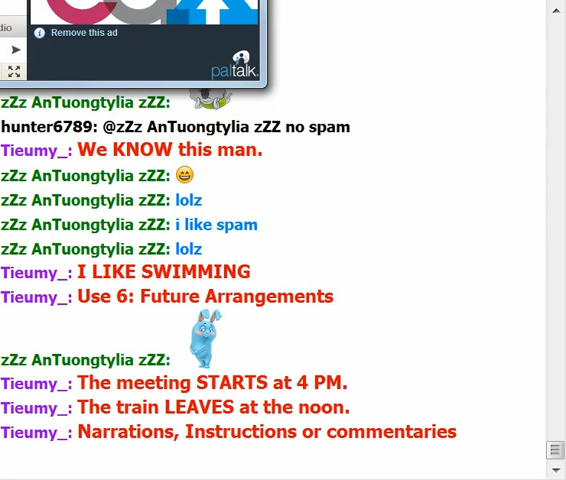 dio
Remove this ad
paltalk
zZz AnTuongtylia zZZ:
hunter6789: @zZz AnTuongtylia zZZ no spam
Tieumy_: We KNOW this man.
zZz AnTuongtylia zZZ:
zZz AnTuongtylia zZZ: lolz
zZz AnTuongtylia zZZ: i like spam
zZz AnTuongtylia zZZ: lolz
Tieumy_: I LIKE SWIMMING
Tieumy_: Use 6: Future Arrangements
zZz AnTuongtylia zZZ:
Tieumy_: The meeting STARTS at 4 PM.
Tieumy_: The train LEAVES at the noon.
Tieumy_: Narrations, Instructions or commentaries